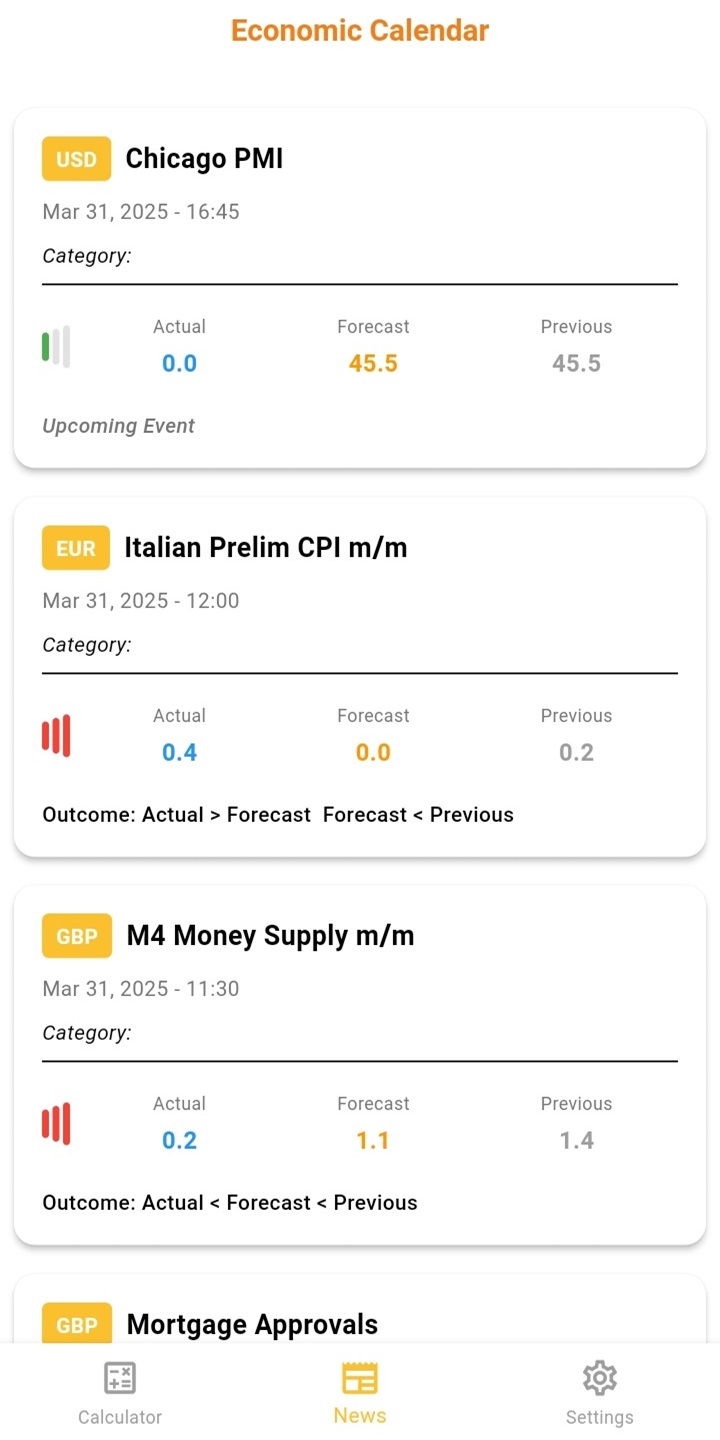 Economic Calendar
USD Chicago PMI
Mar 31, 2025 - 16:45
Category:
Actual Forecast Previous
0.0 45.5 45.5
Upcoming Event
EUR Italian Prelim CPI m/m
Mar 31, 2025 - 12:00
Category:
Actual Forecast Previous
0.4 0.0 0.2
Outcome: Actual > Forecast Forecast < Previous
GBP M4 Money Supply m/m
Mar 31, 2025 - 11:30
Category:
Actual Forecast Previous
0.2 1.1 1.4
Outcome: Actual < Forecast < Previous
GBP Mortgage Approvals
Calculator News Settings